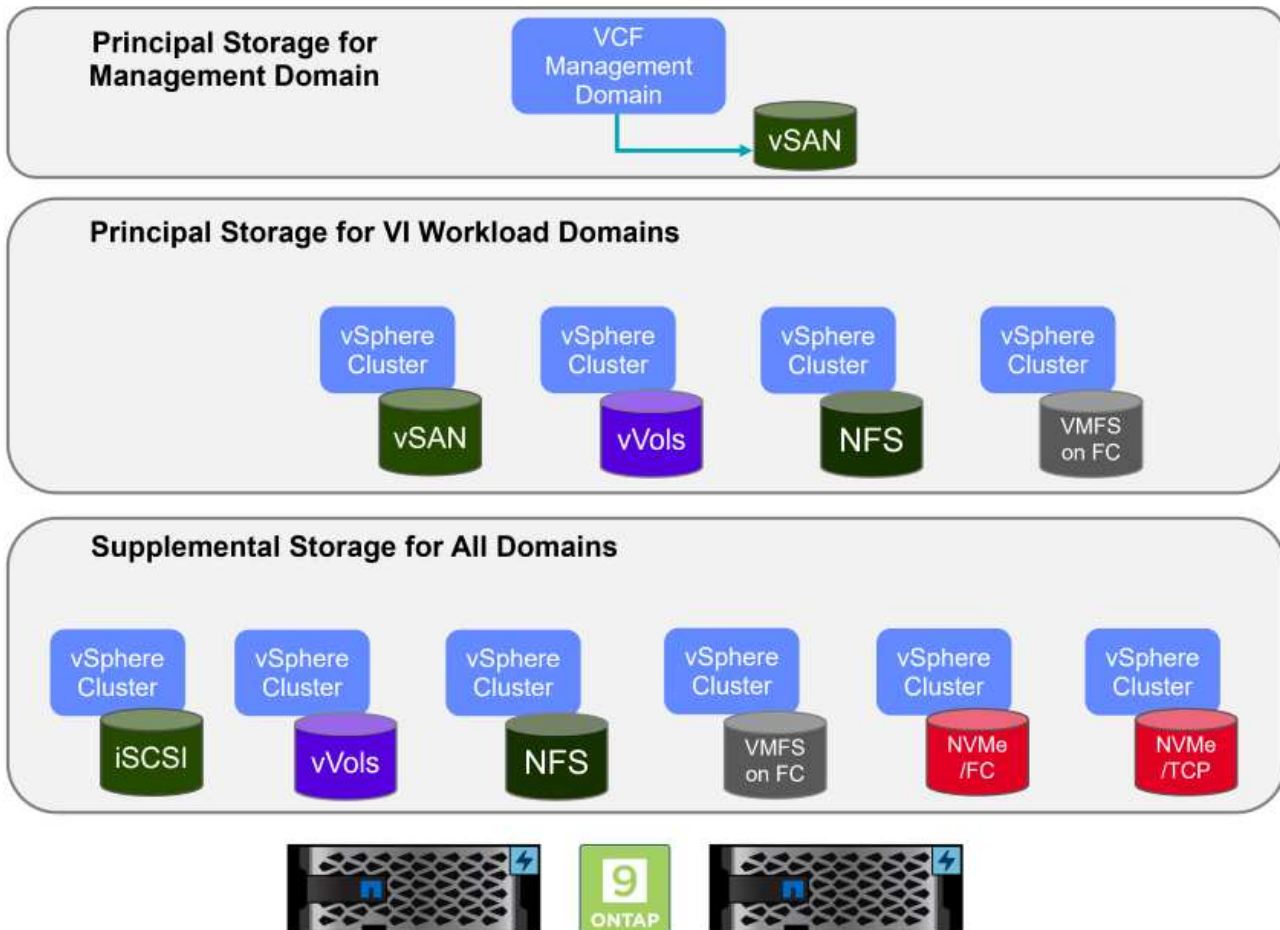 Principal Storage for
Management Domain
VCF
Management
Domain
vSAN
Principal Storage for VI Workload Domains
vSphere
Cluster
vSAN
vSphere
Cluster
vVols
vSphere
Cluster
NFS
vSphere
Cluster
VMFS
on FC
Supplemental Storage for All Domains
vSphere
Cluster
iSCSI
vSphere
Cluster
vVols
vSphere
Cluster
NFS
vSphere
Cluster
VMFS
on FC
vSphere
Cluster
NVMe
/FC
vSphere
Cluster
NVMe
/TCP
9
ONTAP